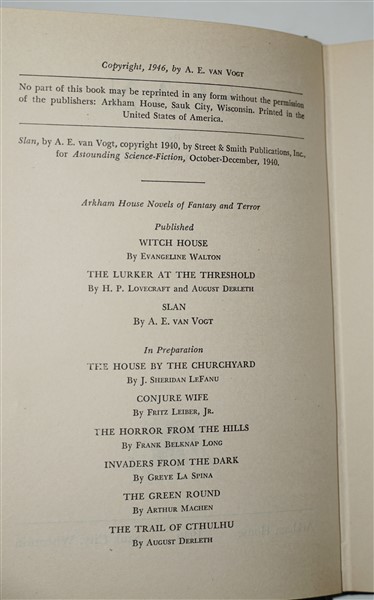 Copyright, 1946, by A. E. VAN VOGT
No part of this book may be reprinted in any form without the permission
of the publishers: Arkham House, Sauk City, Wisconsin. Printed in the
United States of America.
Slan, by A. E. van Vogt, copyright 1940, by Street & Smith Publications, Inc.,
for Astounding Science-Fiction, October-December, 1940.
Arkham House Novels of Fantasy and Terror
Published
WITCH HOUSE
By EVANGELINE WALTON
THE LURKER AT THE THRESHOLD
By H. P. LOVECRAFT and AUGUST DERLETH
SLAN
By A. E. VAN VOGT
In Preparation
THE HOUSE BY THE CHURCHYARD
By J. SHERIDAN LEFANU
CONJURE WIFE
By FRITZ LEIBER, JR.
THE HORROR FROM THE HILLS
By FRANK BELKNAP LONG
INVADERS FROM THE DARK
By GREYE LA SPINA
THE GREEN ROUND
By ARTHUR MACHEN
THE TRAIL OF CTHULHU
By AUGUST DERLETH